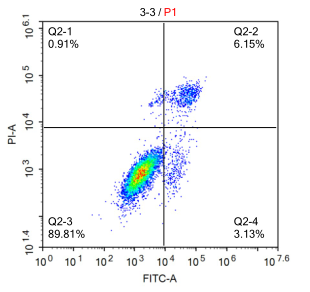 3-3 / P1
Q2-1
0.91%
Q2-2
6.15%
Q2-3
89.81%
Q2-4
3.13%
PI-A
10^6.1
10^5
10^4
10^3
10^1.4
10^0 10^1 10^2 10^3 10^4 10^5 10^6 10^7.6
FITC-A